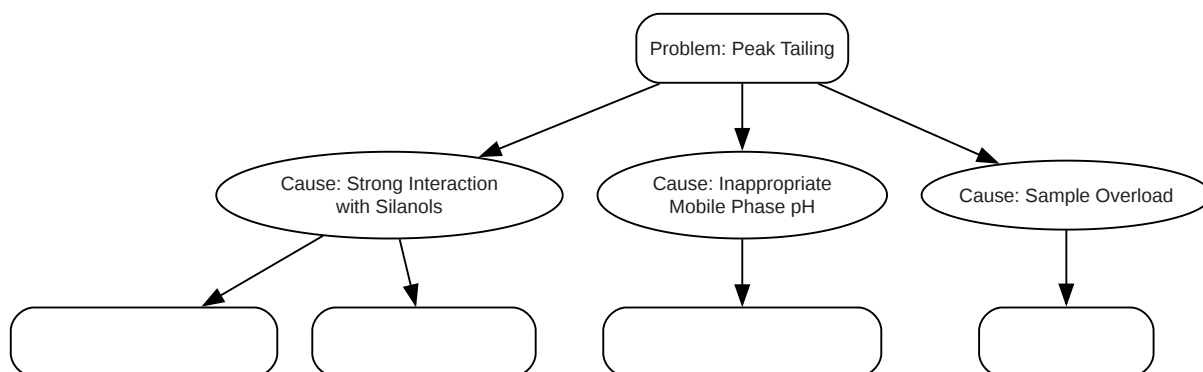 Problem: Peak Tailing
Cause: Strong Interaction
with Silanols
Cause: Inappropriate
Mobile Phase pH
Cause: Sample Overload